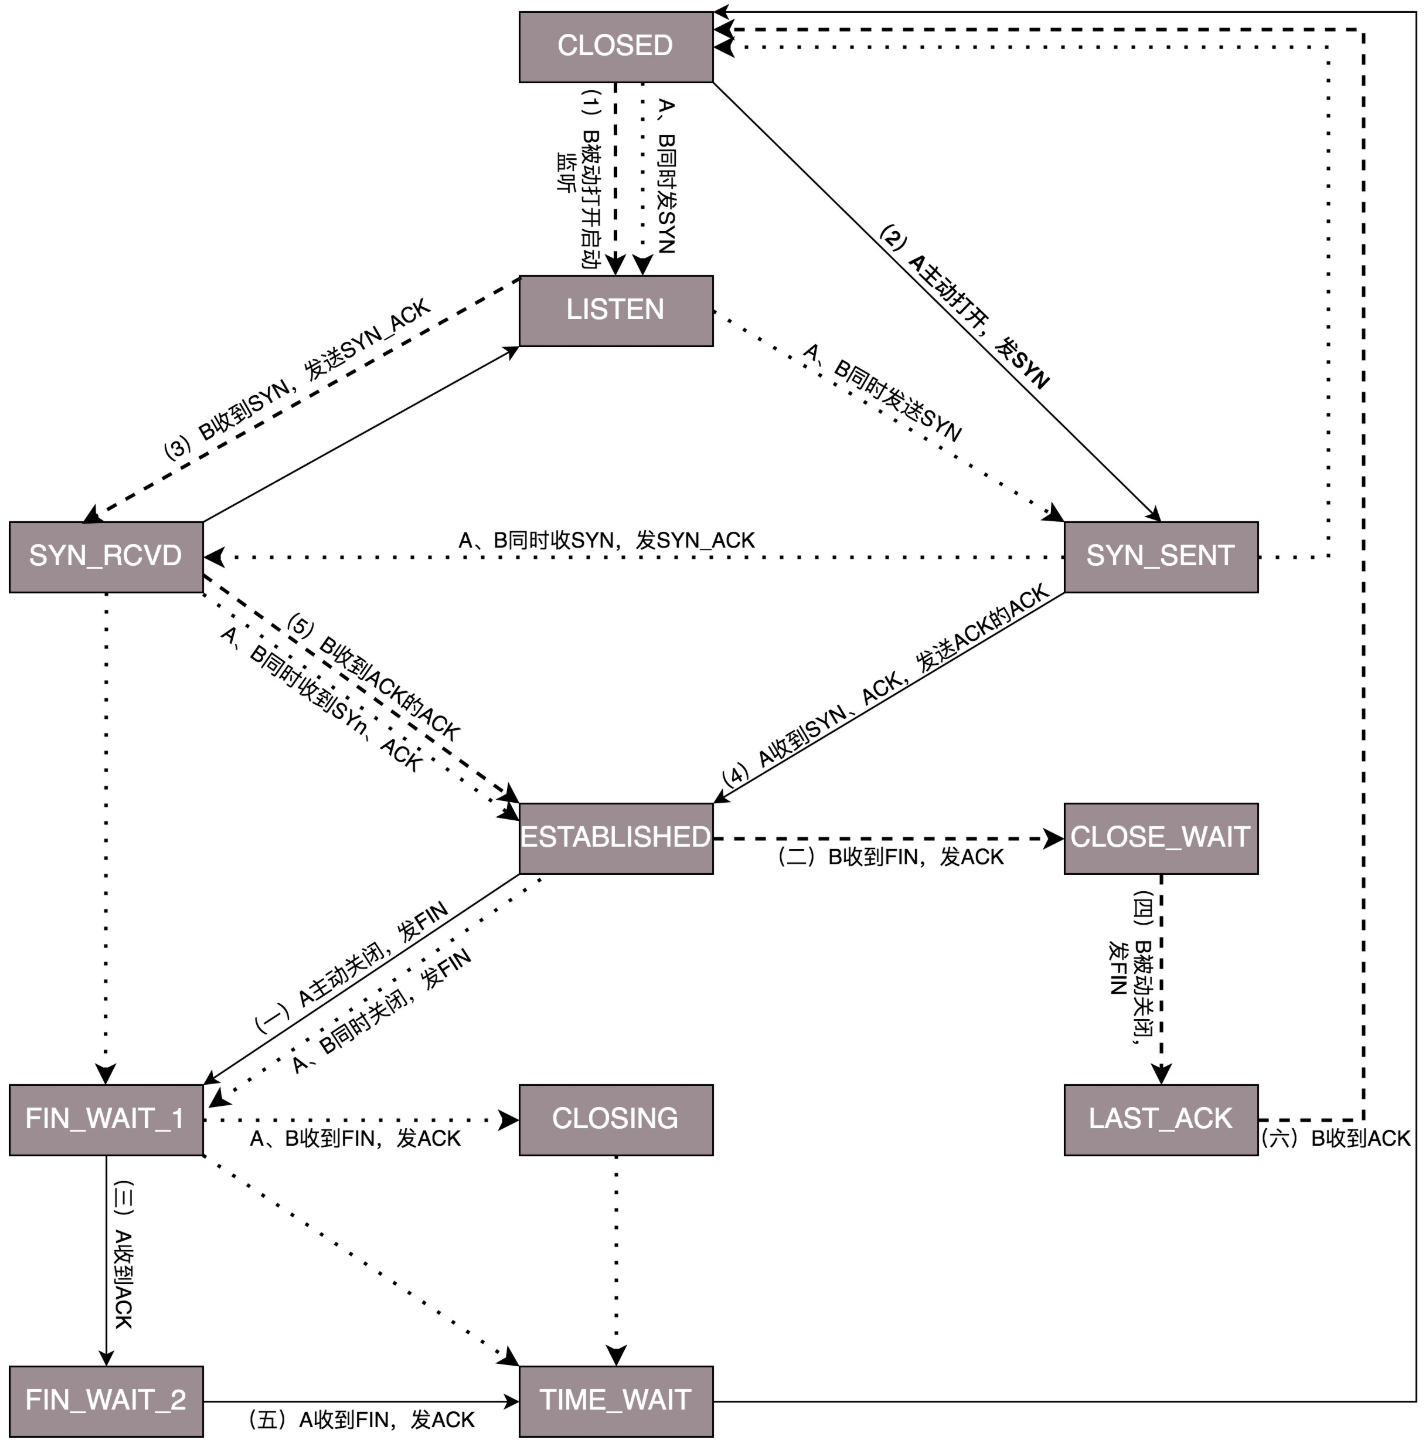 CLOSED
(1) B被动打开启动
监听
A、B同时发SYN
(2) A主动打开，发SYN
LISTEN
(3) B收到SYN，发送SYN_ACK
A、B同时发送SYN
SYN_RCVD
A、B同时收SYN，发SYN_ACK
SYN_SENT
(5) B收到ACK的ACK
A、B同时收到SYn、ACK
(4) A收到SYN、ACK，发送ACK的ACK
ESTABLISHED
(二) B收到FIN，发ACK
CLOSE_WAIT
(一) A主动关闭，发FIN
A、B同时关闭，发FIN
(四) B被动关闭，
发FIN
FIN_WAIT_1
A、B收到FIN，发ACK
CLOSING
LAST_ACK
(六) B收到ACK
(三) A收到ACK
FIN_WAIT_2
(五) A收到FIN，发ACK
TIME_WAIT